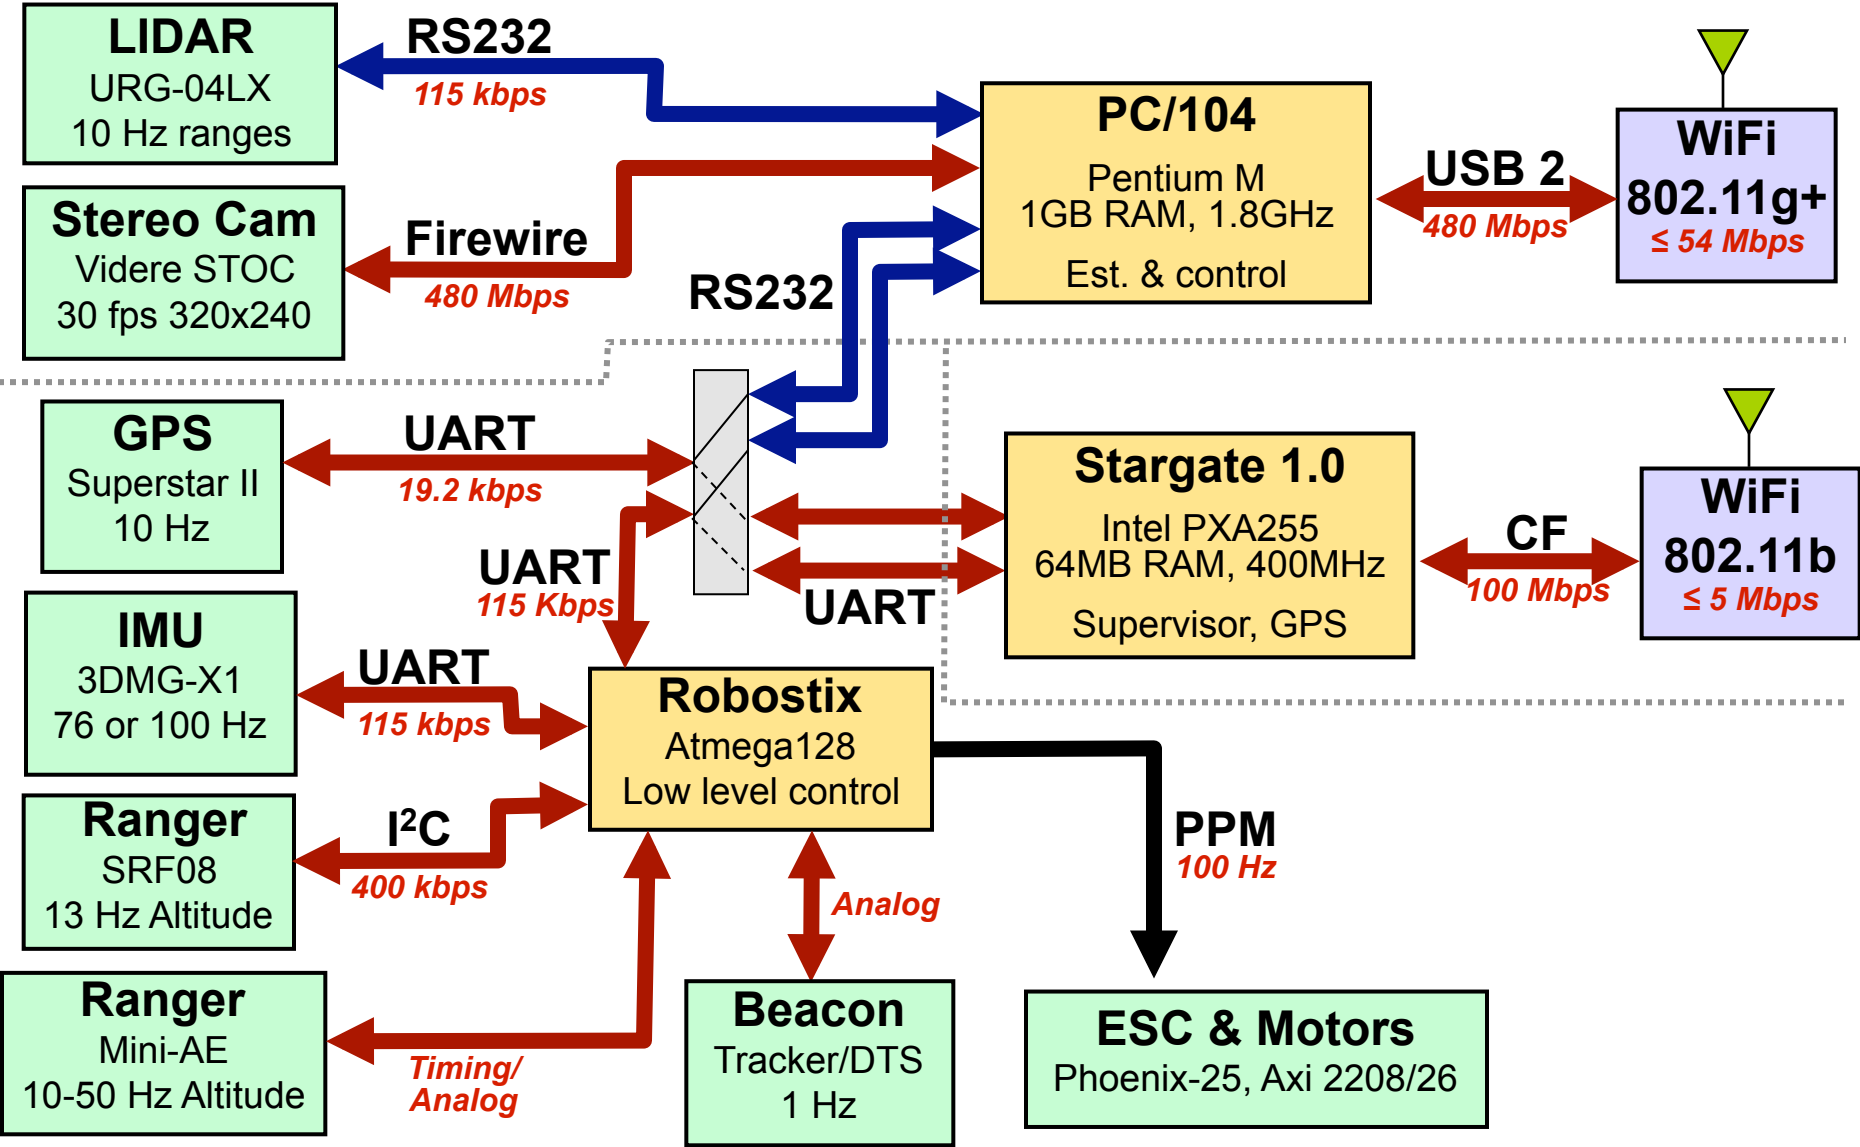 LIDAR
URG-04LX
10 Hz ranges
RS232
115 kbps
Stereo Cam
Videre STOC
30 fps 320x240
Firewire
480 Mbps
PC/104
Pentium M
1GB RAM, 1.8GHz
Est. & control
USB 2
480 Mbps
WiFi
802.11g+
≤ 54 Mbps
RS232
GPS
Superstar II
10 Hz
UART
19.2 kbps
UART
115 Kbps
UART
Stargate 1.0
Intel PXA255
64MB RAM, 400MHz
Supervisor, GPS
CF
100 Mbps
WiFi
802.11b
≤ 5 Mbps
IMU
3DMG-X1
76 or 100 Hz
UART
115 kbps
Robostix
Atmega128
Low level control
Ranger
SRF08
13 Hz Altitude
I²C
400 kbps
PPM
100 Hz
Analog
Ranger
Mini-AE
10-50 Hz Altitude
Timing/
Analog
Beacon
Tracker/DTS
1 Hz
ESC & Motors
Phoenix-25, Axi 2208/26